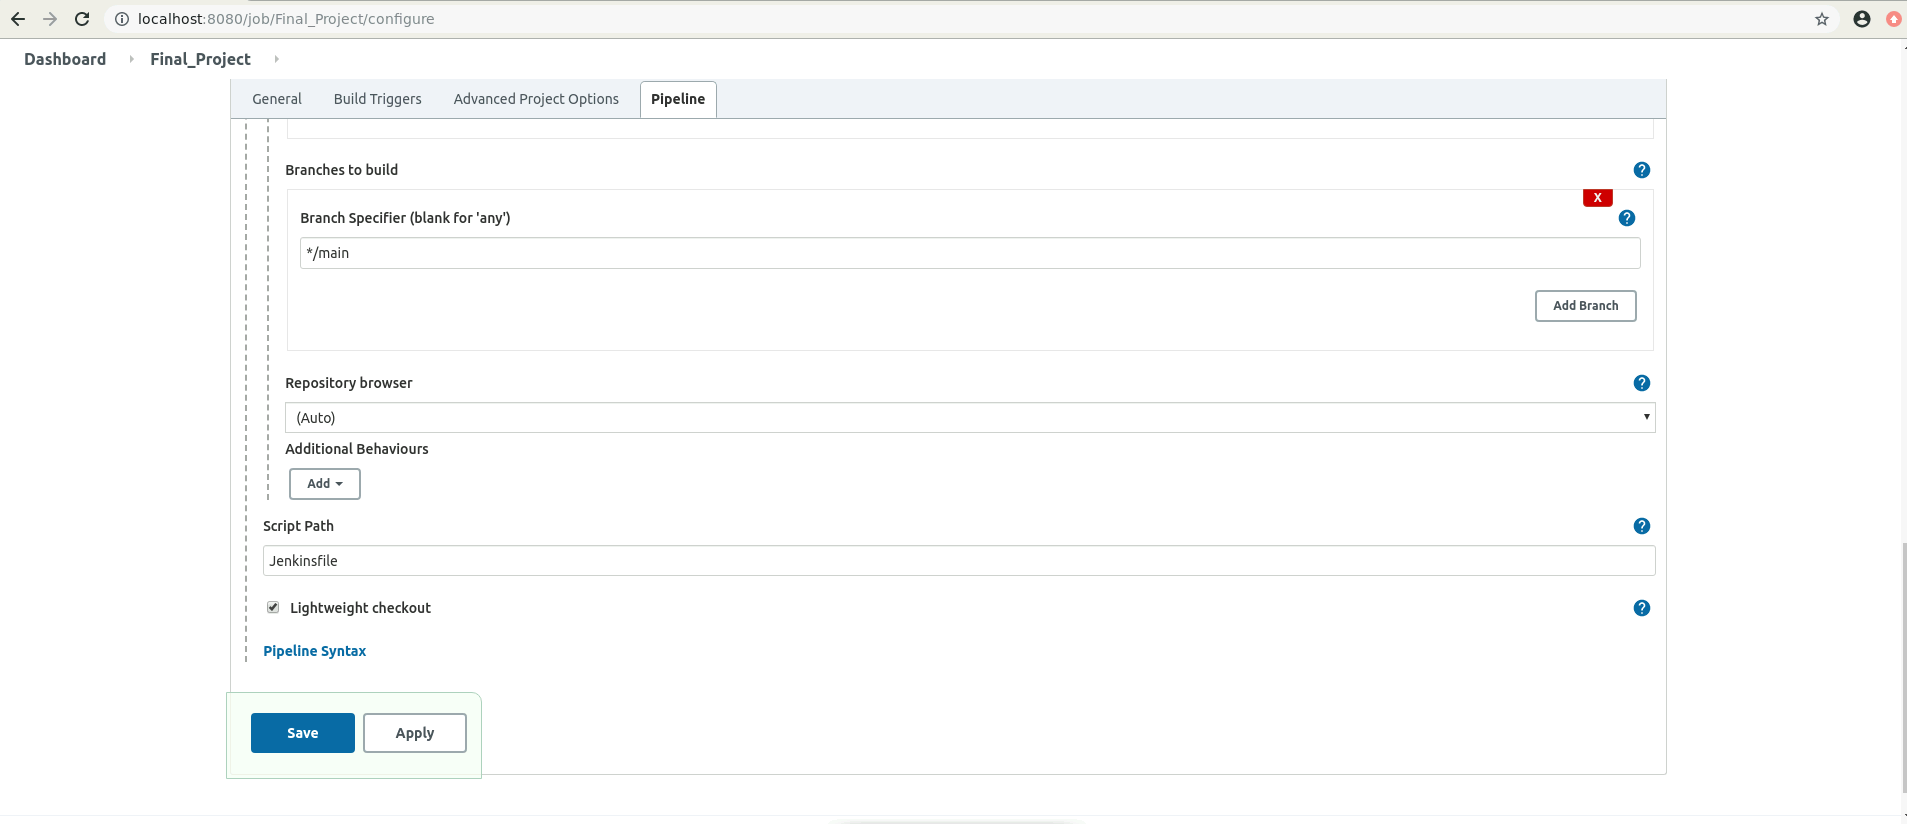 localhost:8080/job/Final_Project/configure
Dashboard Final_Project
General Build Triggers Advanced Project Options Pipeline
Branches to build
?
X
Branch Specifier (blank for 'any')
?
*/main
Add Branch
Repository browser
?
(Auto)
Additional Behaviours
Add
Script Path
?
Jenkinsfile
Lightweight checkout
?
Pipeline Syntax
Save Apply